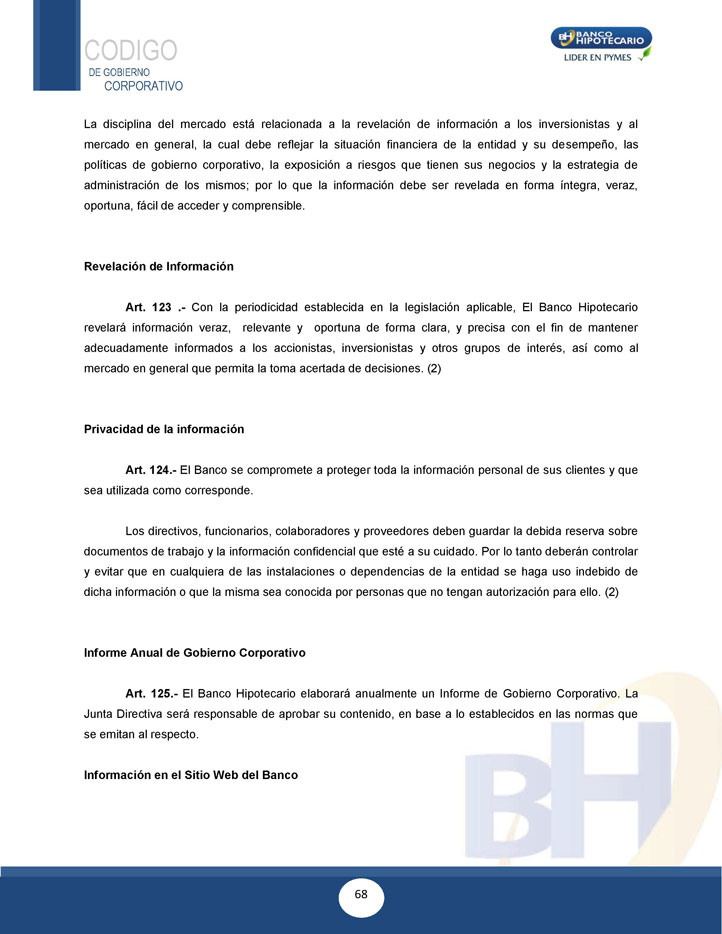 CODIGO
DE GOBIERNO
CORPORATIVO
BH BANCO
HIPOTECARIO
LIDER EN PYMES
La disciplina del mercado está relacionada a la revelación de información a los inversionistas y al
mercado en general, la cual debe reflejar la situación financiera de la entidad y su desempeño, las
políticas de gobierno corporativo, la exposición a riesgos que tienen sus negocios y la estrategia de
administración de los mismos; por lo que la información debe ser revelada en forma íntegra, veraz,
oportuna, fácil de acceder y comprensible.
Revelación de Información
Art. 123 .- Con la periodicidad establecida en la legislación aplicable, El Banco Hipotecario
revelará información veraz, relevante y oportuna de forma clara, y precisa con el fin de mantener
adecuadamente informados a los accionistas, inversionistas y otros grupos de interés, así como al
mercado en general que permita la toma acertada de decisiones. (2)
Privacidad de la información
Art. 124.- El Banco se compromete a proteger toda la información personal de sus clientes y que
sea utilizada como corresponde.
Los directivos, funcionarios, colaboradores y proveedores deben guardar la debida reserva sobre
documentos de trabajo y la información confidencial que esté a su cuidado. Por lo tanto deberán controlar
y evitar que en cualquiera de las instalaciones o dependencias de la entidad se haga uso indebido de
dicha información o que la misma sea conocida por personas que no tengan autorización para ello. (2)
Informe Anual de Gobierno Corporativo
Art. 125.- El Banco Hipotecario elaborará anualmente un Informe de Gobierno Corporativo. La
Junta Directiva será responsable de aprobar su contenido, en base a lo establecidos en las normas que
se emitan al respecto.
Información en el Sitio Web del Banco
BH
68